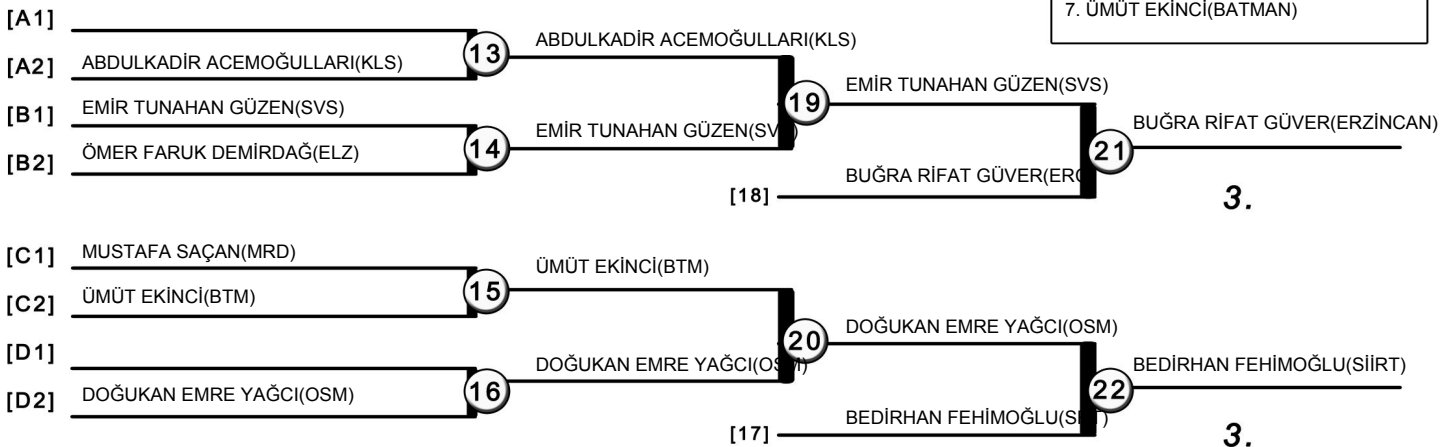 7. ÜMÜT EKİNCİ(BATMAN)
[A1]
13
ABDULKADİR ACEMOĞULLARI(KLS)
[A2] ABDULKADİR ACEMOĞULLARI(KLS)
19
EMİR TUNAHAN GÜZEN(SVS)
[B1] EMİR TUNAHAN GÜZEN(SVS)
14
EMİR TUNAHAN GÜZEN(SV
[B2] ÖMER FARUK DEMİRDAĞ(ELZ)
21
BUĞRA RİFAT GÜVER(ERZİNCAN)
[18] BUĞRA RİFAT GÜVER(ERC
3.
[C1] MUSTAFA SAÇAN(MRD)
15
ÜMÜT EKİNCİ(BTM)
[C2] ÜMÜT EKİNCİ(BTM)
20
DOĞUKAN EMRE YAĞCI(OSM)
[D1]
16
DOĞUKAN EMRE YAĞCI(OSM)
[D2] DOĞUKAN EMRE YAĞCI(OSM)
22
BEDİRHAN FEHİMOĞLU(SİİRT)
[17] BEDİRHAN FEHİMOĞLU(SRT)
3.